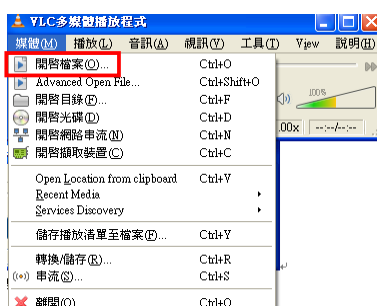 VLC多媒體播放程式
媒體(M) 播放(L) 音訊(A) 視訊(V) 工具(T) View 說明(H)
開啟檔案(O)... Ctrl+O
Advanced Open File... Ctrl+Shift+O
開啟目錄(F)... Ctrl+F
100%
開啟光碟(D) Ctrl+D
.00x --:--/--:--
開啟網路串流(N) Ctrl+N
開啟擷取裝置(C) Ctrl+C
Open Location from clipboard Ctrl+V
Recent Media
Services Discovery
儲存播放清單至檔案(F)... Ctrl+Y
轉換/儲存(R)... Ctrl+R
串流(S)... Ctrl+S
離開(Q) Ctrl+Q